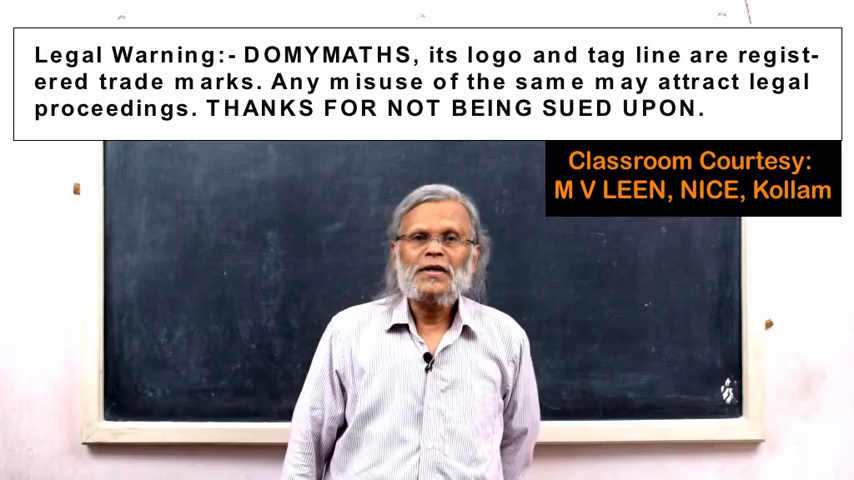 Legal Warning:- DOMYMATHS, its logo and tag line are regist-
ered trade marks. Any misuse of the same may attract legal
proceedings. THANKS FOR NOT BEING SUED UPON.
Classroom Courtesy:
M V LEEN, NICE, Kollam